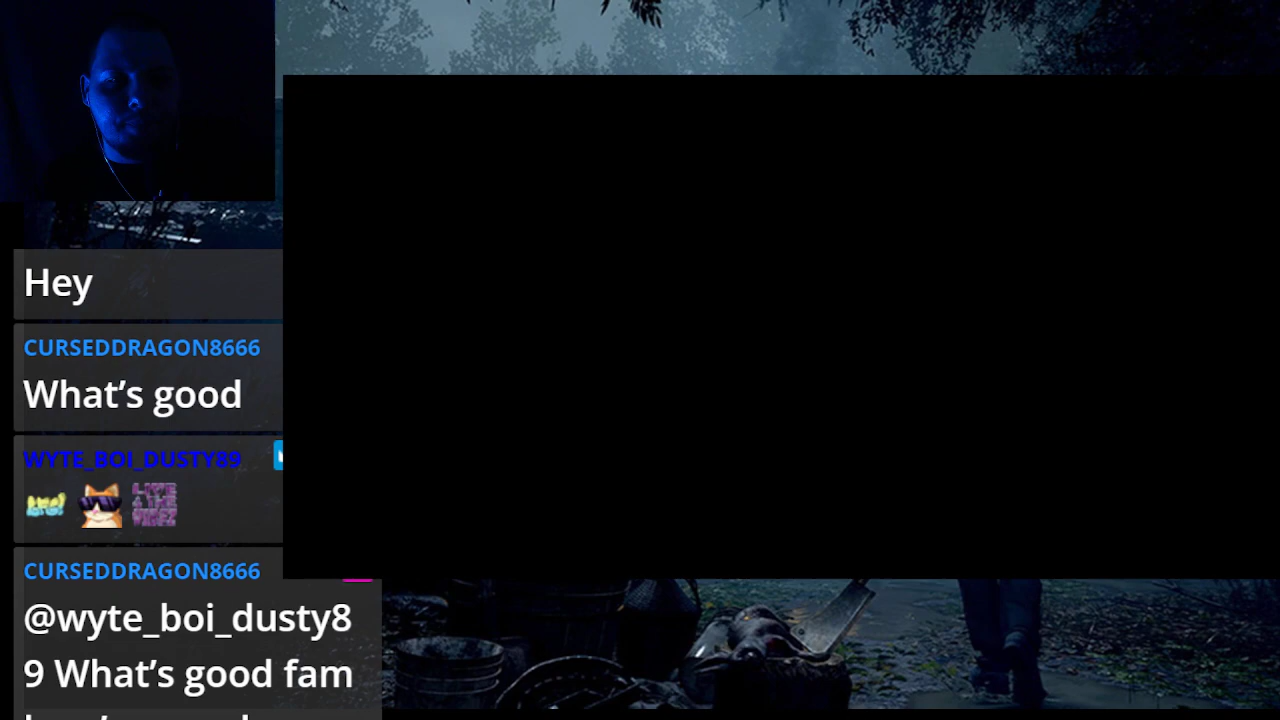 Hey
CURSEDDRAGON8666
What's good
WYTE_BOI_DUSTY89
CURSEDDRAGON8666
@wyte_boi_dusty8
9 What's good fam